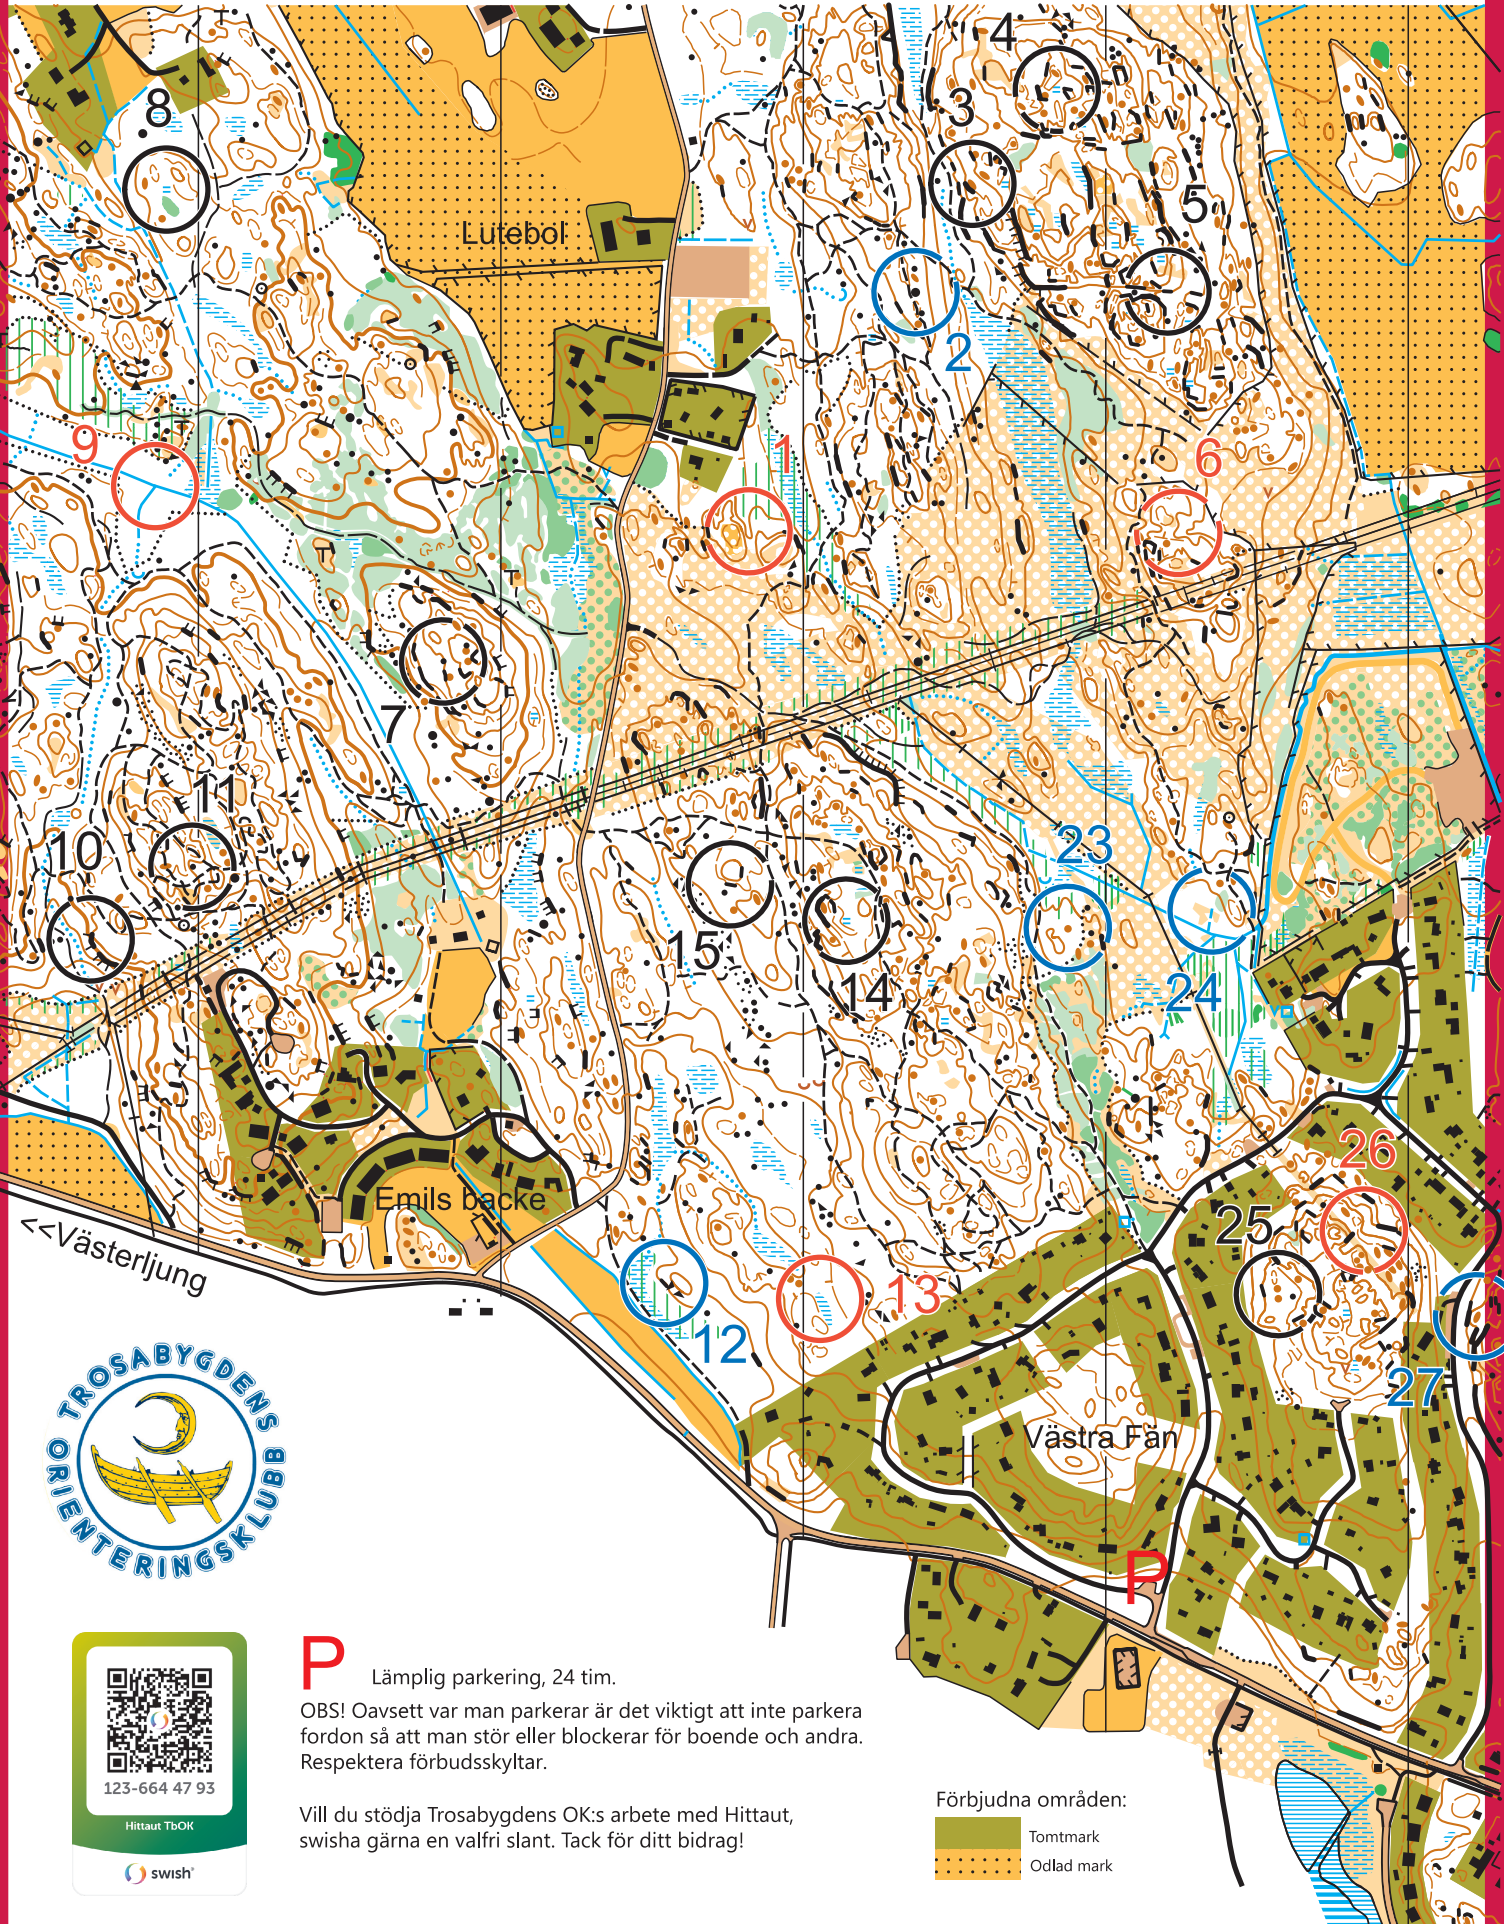 4
3
8
5
Lutebol
2
9
1
6
7
11
10
23
15
14
24
26
25
Emils backe
<<Västerljung
13
12
27
Västra Fän
TROSABYGDENS
ORIENTERINGSKLUBB
P
P
Lämplig parkering, 24 tim.
OBS! Oavsett var man parkerar är det viktigt att inte parkera
fordon så att man stör eller blockerar för boende och andra.
Respektera förbudsskyltar.
Vill du stödja Trosabygdens OK:s arbete med Hittaut,
swisha gärna en valfri slant. Tack för ditt bidrag!
123-664 47 93
Hittaut TbOK
swish
Förbjudna områden:
Tomtmark
Odlad mark